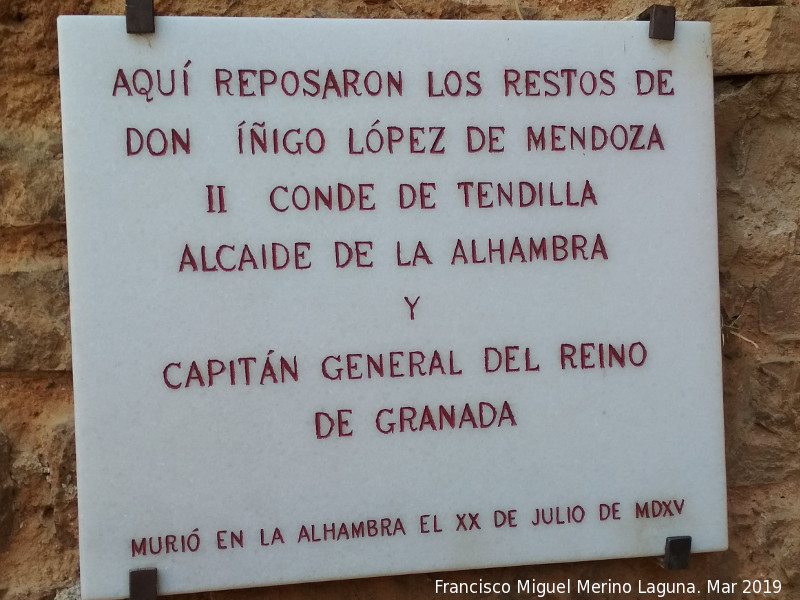 AQUÍ REPOSARON LOS RESTOS DE
DON ÍÑIGO LÓPEZ DE MENDOZA
II CONDE DE TENDILLA
ALCAIDE DE LA ALHAMBRA
Y
CAPITÁN GENERAL DEL REINO
DE GRANADA
MURIÓ EN LA ALHAMBRA EL XX DE JULIO DE MDXV
Francisco Miguel Merino Laguna. Mar 2019